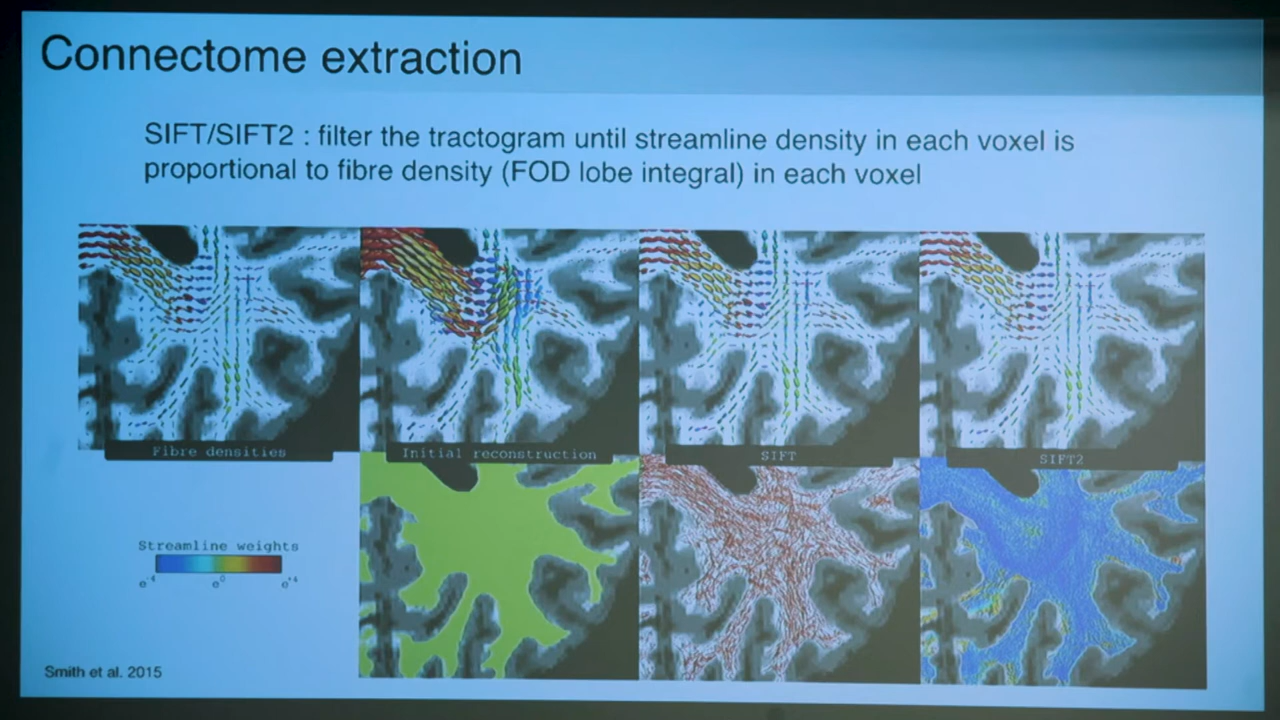 Connectome extraction
SIFT/SIFT2 : filter the tractogram until streamline density in each voxel is
proportional to fibre density (FOD lobe integral) in each voxel
Fibre densities
Initial reconstruction
SIFT
SIFT2
Streamline weights
Smith et al. 2015